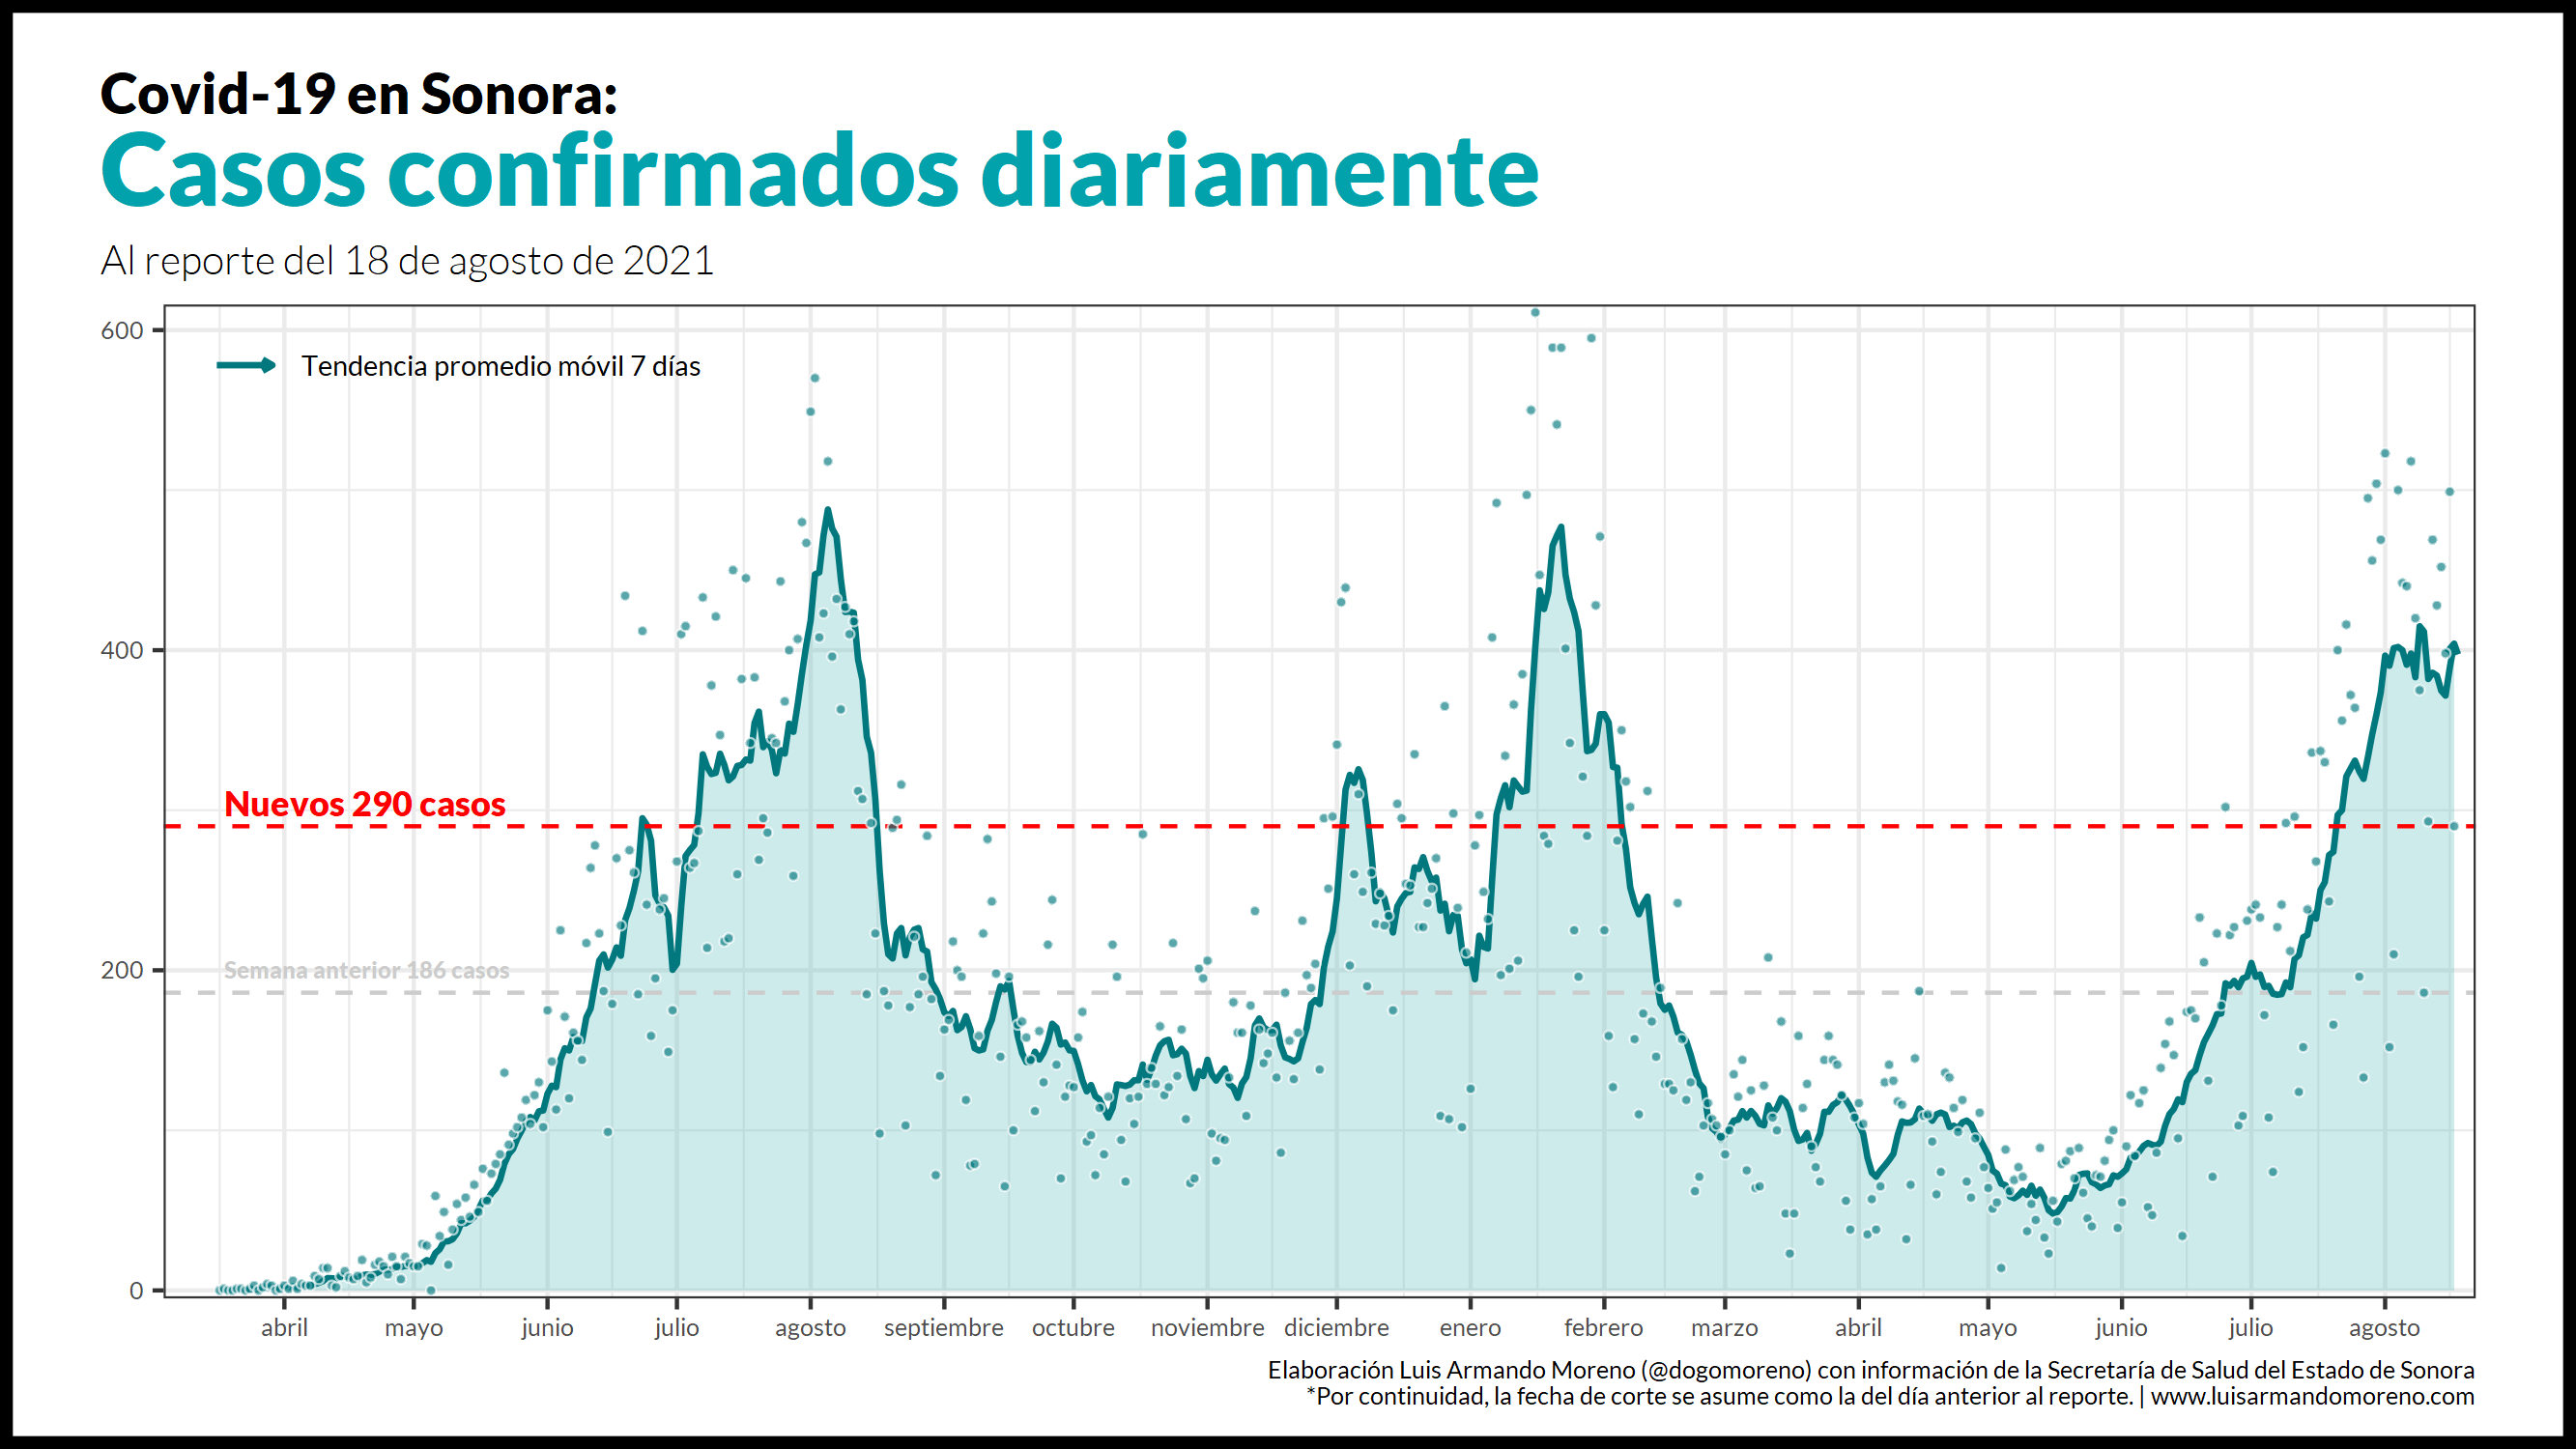 Covid-19 en Sonora:
Casos confirmados diariamente
Al reporte del 18 de agosto de 2021
600
Tendencia promedio móvil 7 días
400
Nuevos 290 casos
200
Semana anterior 186 casos
0
abril mayo junio julio agosto septiembre octubre noviembre diciembre enero febrero marzo abril mayo junio julio agosto
Elaboración Luis Armando Moreno (@dogomoreno) con información de la Secretaría de Salud del Estado de Sonora
*Por continuidad, la fecha de corte se asume como la del día anterior al reporte. | www.luisarmandomoreno.com